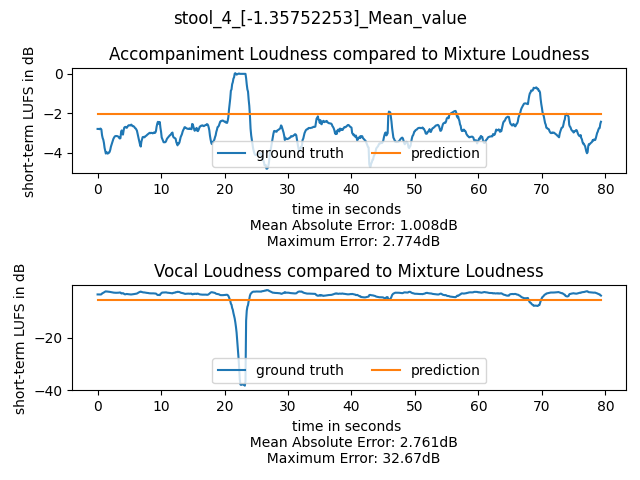 stool_4_[-1.35752253]_Mean_value
Accompaniment Loudness compared to Mixture Loudness
short-term LUFS in dB
0
−2
−4
ground truth
prediction
0 10 20 30 40 50 60 70 80
time in seconds
Mean Absolute Error: 1.008dB
Maximum Error: 2.774dB
Vocal Loudness compared to Mixture Loudness
short-term LUFS in dB
−20
−40
ground truth
prediction
0 10 20 30 40 50 60 70 80
time in seconds
Mean Absolute Error: 2.761dB
Maximum Error: 32.67dB